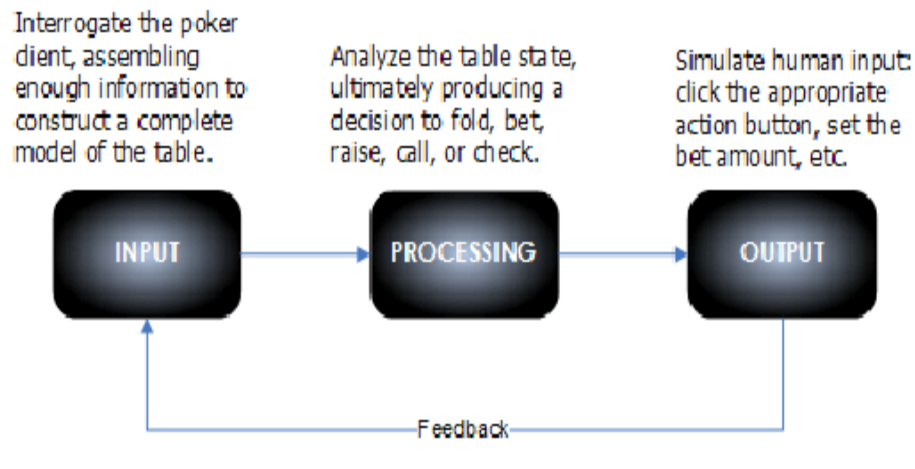 Interrogate the poker
client, assembling
enough information to
construct a complete
model of the table.
Analyze the table state,
ultimately producing a
decision to fold, bet,
raise, call, or check.
Simulate human input:
click the appropriate
action button, set the
bet amount, etc.
INPUT
PROCESSING
OUTPUT
Feedback